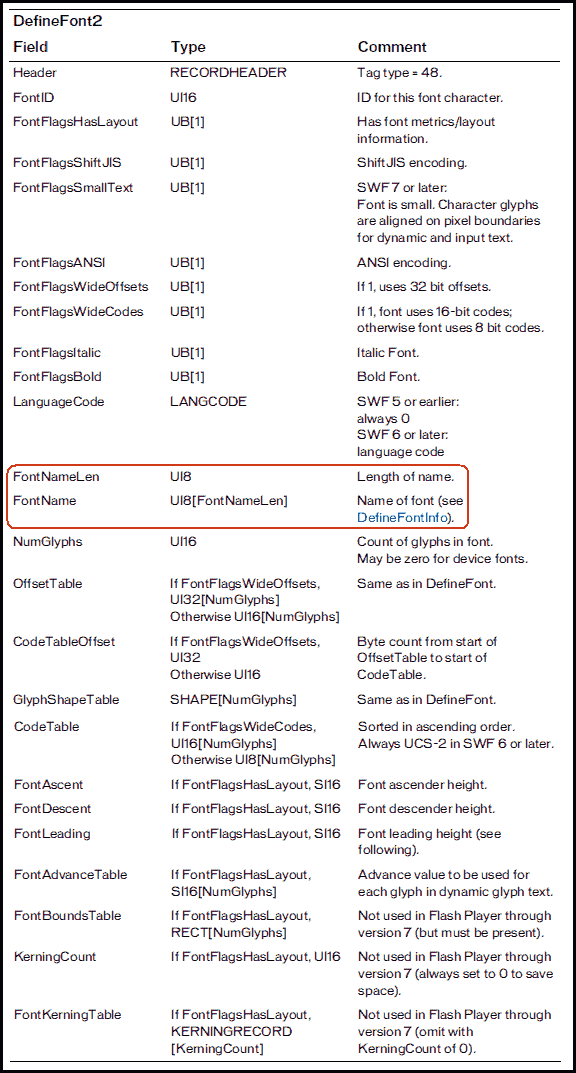 DefineFont2
Field Type Comment
Header RECORDHEADER Tag type = 48.
FontID UI16 ID for this font character.
FontFlagsHasLayout UB[1] Has font metrics/layout
information.
FontFlagsShiftJIS UB[1] ShiftJIS encoding.
FontFlagsSmallText UB[1] SWF 7 or later:
Font is small. Character glyphs
are aligned on pixel boundaries
for dynamic and input text.
FontFlagsANSI UB[1] ANSI encoding.
FontFlagsWideOffsets UB[1] If 1, uses 32 bit offsets.
FontFlagsWideCodes UB[1] If 1, font uses 16-bit codes;
otherwise font uses 8 bit codes.
FontFlagsItalic UB[1] Italic Font.
FontFlagsBold UB[1] Bold Font.
LanguageCode LANGCODE SWF 5 or earlier:
always 0
SWF 6 or later:
language code
FontNameLen UI8 Length of name.
FontName UI8[FontNameLen] Name of font (see
DefineFontInfo).
NumGlyphs UI16 Count of glyphs in font.
May be zero for device fonts.
OffsetTable If FontFlagsWideOffsets, Same as in DefineFont.
UI32[NumGlyphs]
Otherwise UI16[NumGlyphs]
CodeTableOffset If FontFlagsWideOffsets, Byte count from start of
UI32 OffsetTable to start of
Otherwise UI16 CodeTable.
GlyphShapeTable SHAPE[NumGlyphs] Same as in DefineFont.
CodeTable If FontFlagsWideCodes, Sorted in ascending order.
UI16[NumGlyphs] Always UCS-2 in SWF 6 or later.
Otherwise UI8[NumGlyphs]
FontAscent If FontFlagsHasLayout, SI16 Font ascender height.
FontDescent If FontFlagsHasLayout, SI16 Font descender height.
FontLeading If FontFlagsHasLayout, SI16 Font leading height (see
following).
FontAdvanceTable If FontFlagsHasLayout, Advance value to be used for
SI16[NumGlyphs] each glyph in dynamic glyph text.
FontBoundsTable If FontFlagsHasLayout, Not used in Flash Player through
RECT[NumGlyphs] version 7 (but must be present).
KerningCount If FontFlagsHasLayout, UI16 Not used in Flash Player through
version 7 (always set to 0 to save
space).
FontKerningTable If FontFlagsHasLayout, Not used in Flash Player through
KERNINGRECORD version 7 (omit with
[KerningCount] KerningCount of 0).